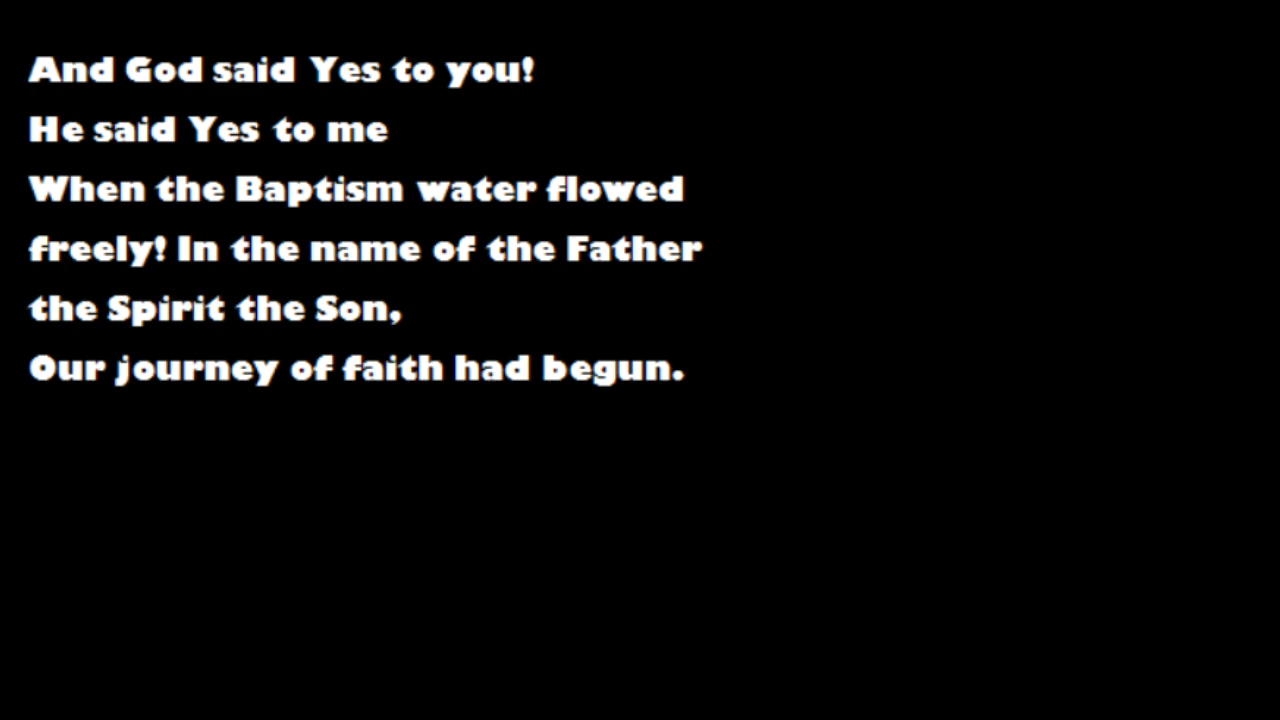 And God said Yes to you!
He said Yes to me
When the Baptism water flowed
freely! In the name of the Father
the Spirit the Son,
Our journey of faith had begun.